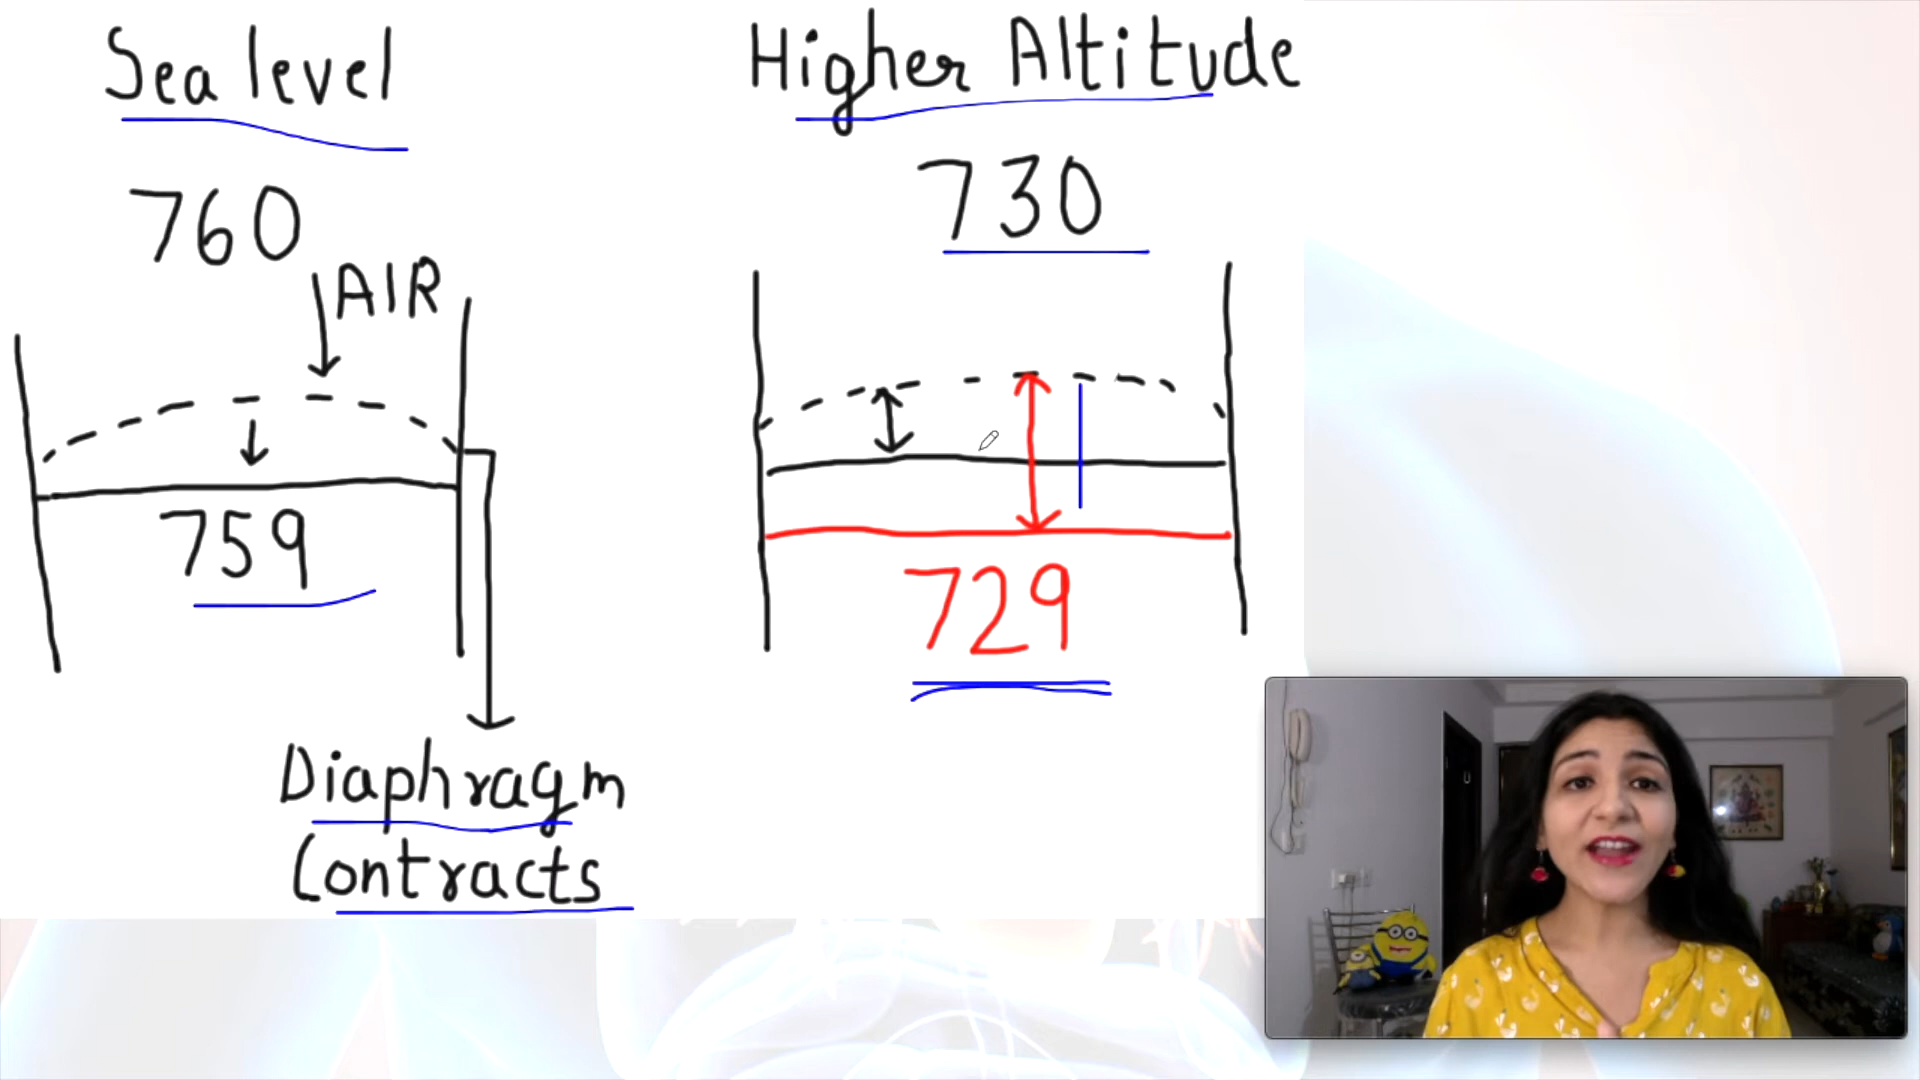 Sea level
760
AIR
759
Diaphragm
Contracts
Higher Altitude
730
729